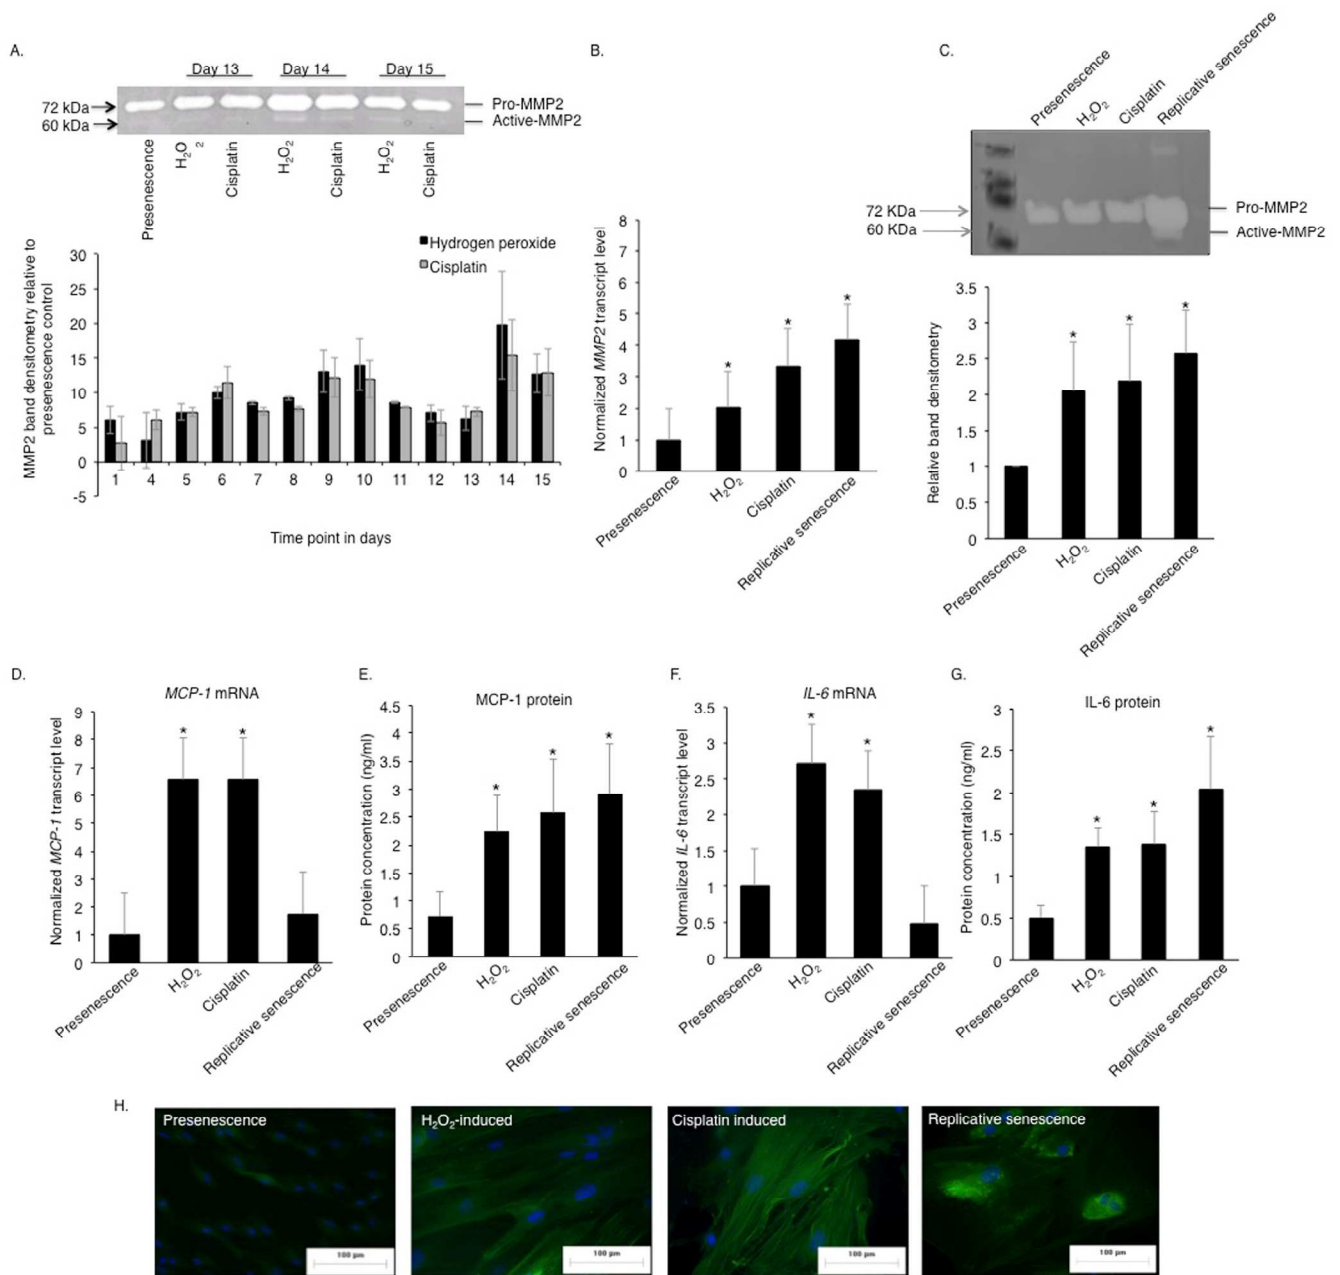 A.
Day 13 Day 14 Day 15
72 kDa
60 kDa
Pro-MMP2
Active-MMP2
Presenescence
H2O2
Cisplatin
H2O2
Cisplatin
H2O2
Cisplatin
Hydrogen peroxide
Cisplatin
MMP2 band densitometry relative to
presenescence control
30
25
20
15
10
5
0
-5
1 4 5 6 7 8 9 10 11 12 13 14 15
Time point in days
B.
Normalized MMP2 transcript level
8
7
6
5
4
3
2
1
0
*
*
*
Presenescence
H2O2
Cisplatin
Replicative senescence
C.
Presenescence
H2O2
Cisplatin
Replicative senescence
72 KDa
60 KDa
Pro-MMP2
Active-MMP2
Relative band densitometry
3.5
3
2.5
2
1.5
1
0.5
0
*
*
*
Presenescence
H2O2
Cisplatin
Replicative senescence
D.
MCP-1 mRNA
Normalized MCP-1 transcript level
9
8
7
6
5
4
3
2
1
0
*
*
Presenescence
H2O2
Cisplatin
Replicative senescence
E.
MCP-1 protein
Protein concentration (ng/ml)
4.5
4
3.5
3
2.5
2
1.5
1
0.5
0
*
*
*
Presenescence
H2O2
Cisplatin
Replicative senescence
F.
IL-6 mRNA
Normalized IL-6 transcript level
3.5
3
2.5
2
1.5
1
0.5
0
*
*
Presenescence
H2O2
Cisplatin
Replicative senescence
G.
IL-6 protein
Protein concentration (ng/ml)
3
2.5
2
1.5
1
0.5
0
*
*
*
Presenescence
H2O2
Cisplatin
Replicative senescence
H.
Presenescence
100 µm
H2O2-induced
100 µm
Cisplatin induced
100 µm
Replicative senescence
100 µm